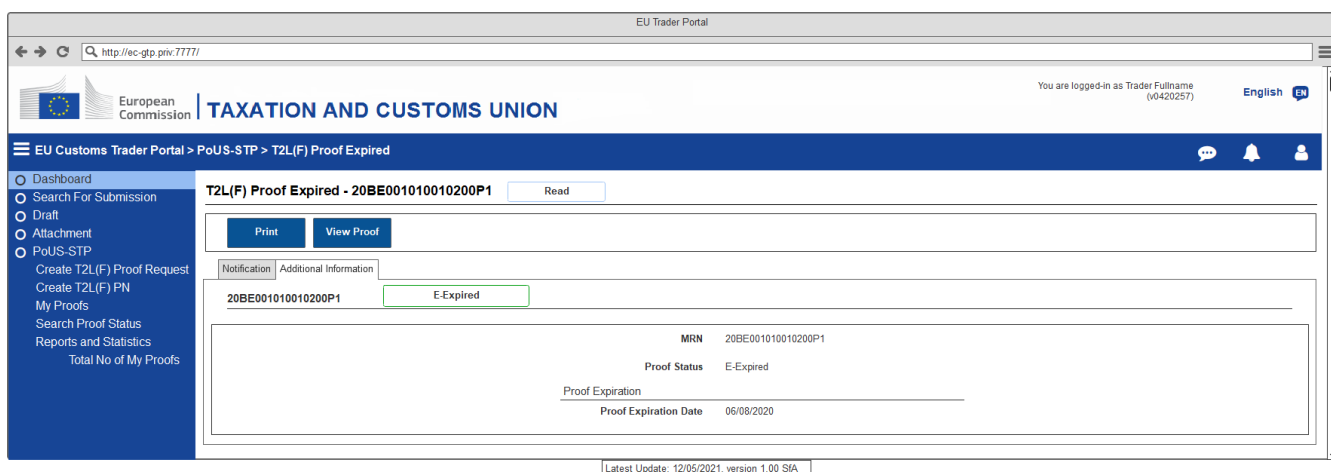 EU Trader Portal
http://ec-gtp.priv:7777/
European
Commission
TAXATION AND CUSTOMS UNION
You are logged-in as Trader Fullname
(v0420257)
English EN
EU Customs Trader Portal > PoUS-STP > T2L(F) Proof Expired
Dashboard
Search For Submission
Draft
Attachment
PoUS-STP
Create T2L(F) Proof Request
Create T2L(F) PN
My Proofs
Search Proof Status
Reports and Statistics
Total No of My Proofs
T2L(F) Proof Expired - 20BE001010010200P1 Read
Print View Proof
Notification Additional Information
20BE001010010200P1 E-Expired
MRN 20BE001010010200P1
Proof Status E-Expired
Proof Expiration
Proof Expiration Date 06/08/2020
Latest Update: 12/05/2021, version 1.00 SfA